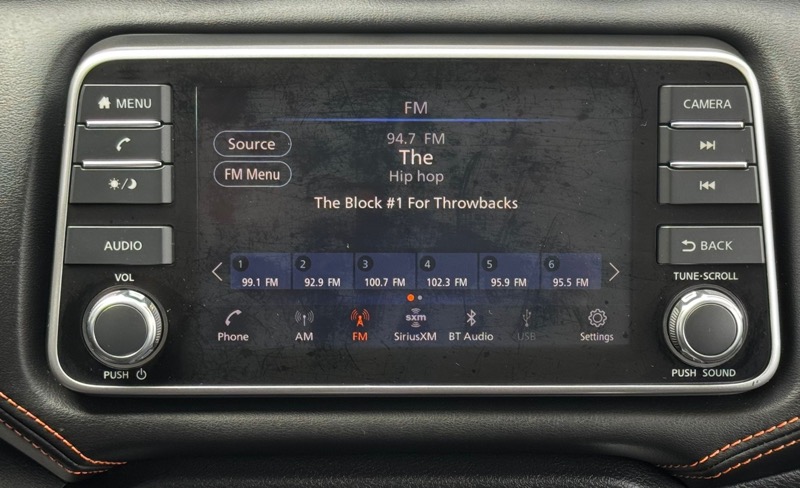 MENU
AUDIO
VOL
PUSH
FM
Source
FM Menu
94.7 FM
The
Hip hop
The Block #1 For Throwbacks
1 2 3 4 5 6
99.1 FM 92.9 FM 100.7 FM 102.3 FM 95.9 FM 95.5 FM
sxm
Phone AM FM SiriusXM BT Audio USB Settings
CAMERA
BACK
TUNE·SCROLL
PUSH SOUND